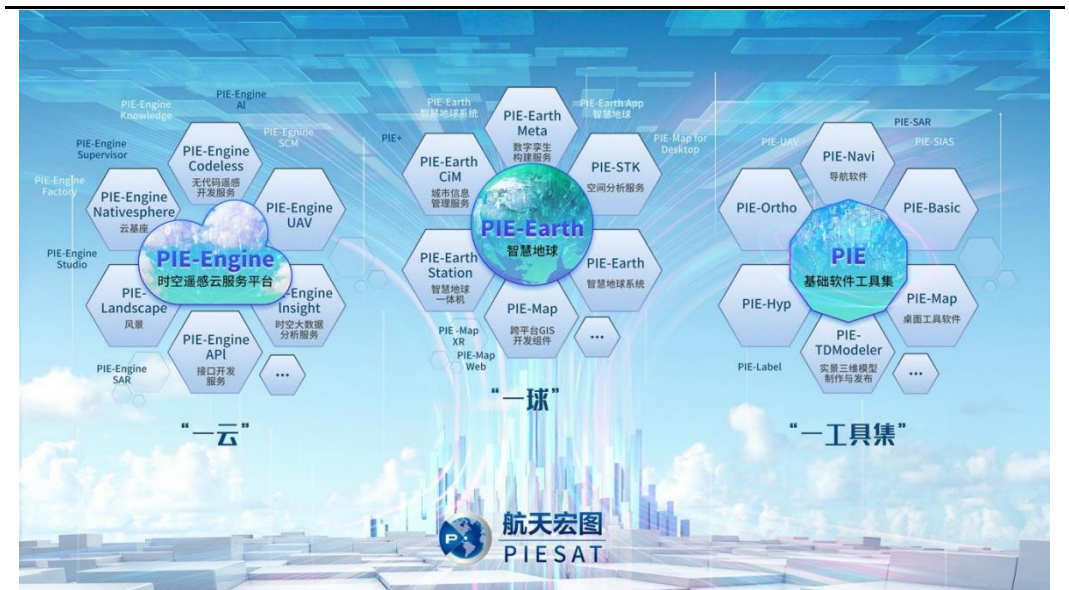 PIE-Engine
AI
PIE-Engine
Knowledge
PIE-Egnine
SCM
PIE-Engine
Supervisor
PIE-Engine
Codeless
无代码遥感
开发服务
PIE-Engine
Factory
PIE-Engine
Nativesphere
云基座
PIE-Engine
UAV
PIE-Engine
时空遥感云服务平台
PIE-Engine
Studio
PIE-
Landscape
风景
-Engine
Insight
时空大数据
分析服务
PIE-Engine
API
接口开发
服务
PIE-Engine
SAR
...
“一云”
PIE-Earth
智慧地球系统
PIE-Earth App
智慧地球
PIE+
PIE-Earth
Meta
数字孪生
构建服务
PIE-Map for
Desktop
PIE-Earth
CiM
城市信息
管理服务
PIE-STK
空间分析服务
PIE-Earth
智慧地球
PIE-Earth
Station
智慧地球
一体机
PIE-Earth
智慧地球系统
PIE-Map
跨平台GIS
开发组件
PIE-Map
XR
PIE-Map
Web
...
“一球”
PIE-SAR
PIE-UAV
PIE-SIAS
PIE-Navi
导航软件
PIE-Ortho
PIE-Basic
PIE
基础软件工具集
PIE-Hyp
PIE-Map
桌面工具软件
PIE-
TDModeler
实景三维模型
制作与发布
PIE-Label
...
“一工具集”
航天宏图
PIESAT